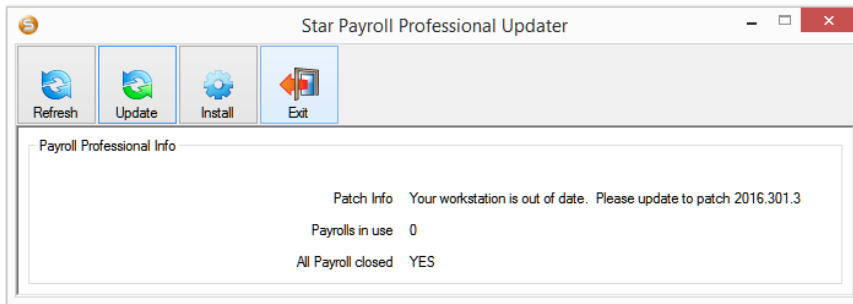 Star Payroll Professional Updater
Refresh Update Install Exit
Payroll Professional Info
Patch Info Your workstation is out of date. Please update to patch 2016.301.3
Payrolls in use 0
All Payroll closed YES